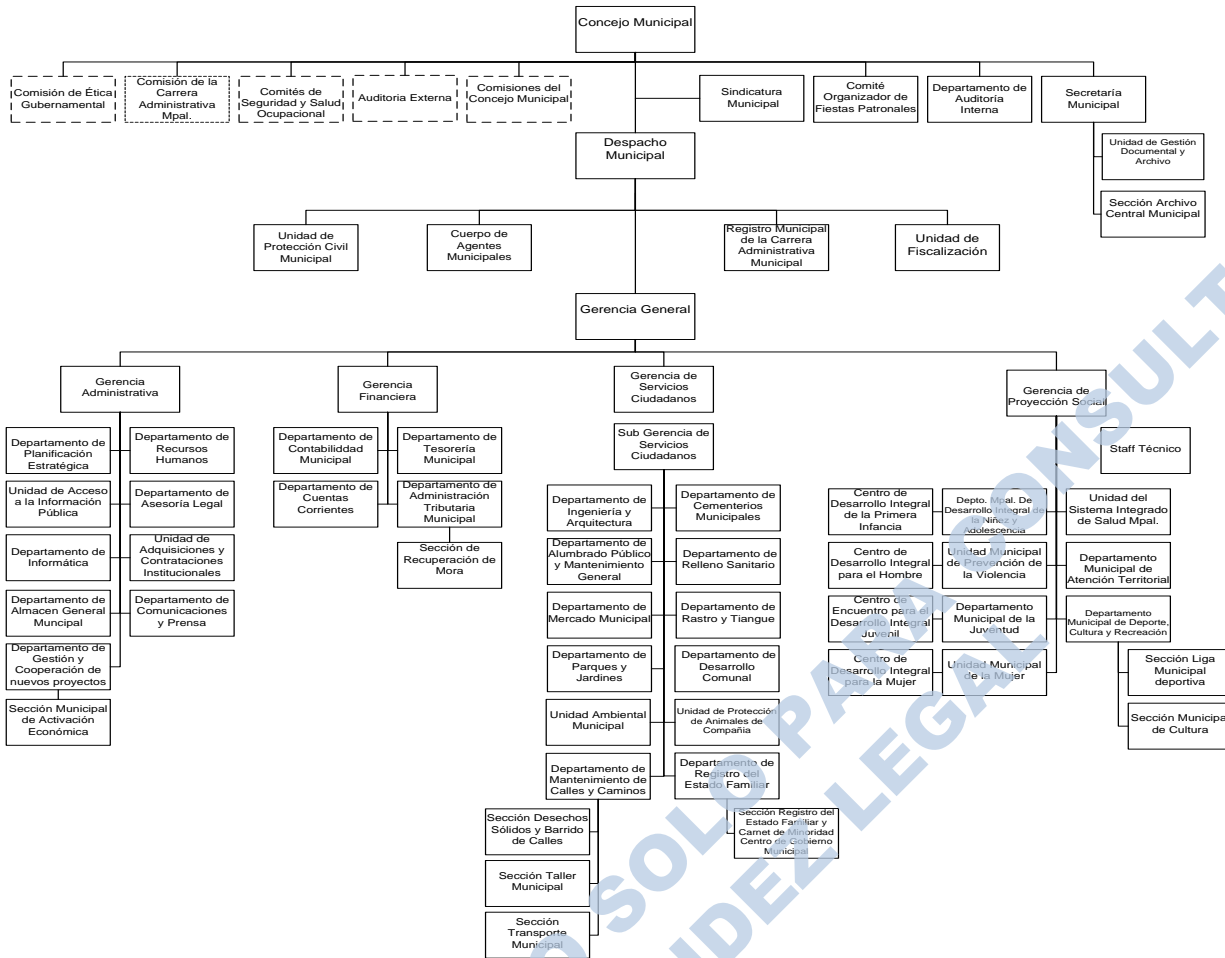 Concejo Municipal
Comisión de Ética
Gubernamental
Comisión de la
Carrera
Administrativa
Mpal.
Comités de
Seguridad y Salud
Ocupacional
Auditoria Externa
Comisiones del
Concejo Municipal
Sindicatura
Municipal
Comité
Organizador de
Fiestas Patronales
Departamento de
Auditoría
Interna
Secretaría
Municipal
Unidad de Gestión
Documental y
Archivo
Sección Archivo
Central Municipal
Despacho
Municipal
Unidad de
Protección Civil
Municipal
Cuerpo de
Agentes
Municipales
Registro Municipal
de la Carrera
Administrativa
Municipal
Unidad de
Fiscalización
Gerencia General
Gerencia
Administrativa
Departamento de
Planificación
Estratégica
Departamento de
Recursos
Humanos
Unidad de Acceso
a la Información
Pública
Departamento de
Asesoría Legal
Departamento de
Informática
Unidad de
Adquisiciones y
Contrataciones
Institucionales
Departamento de
Almacen General
Muncipal
Departamento de
Comunicaciones
y Prensa
Departamento de
Gestión y
Cooperación de
nuevos proyectos
Sección Municipal
de Activación
Económica
Gerencia
Financiera
Departamento de
Contabiliddad
Municipal
Departamento de
Tesorería
Municipal
Departamento de
Cuentas
Corrientes
Departamento de
Administración
Tributaria
Municipal
Sección de
Recuperación de
Mora
Gerencia de
Servicios
Ciudadanos
Sub Gerencia de
Servicios
Ciudadanos
Departamento de
Ingeniería y
Arquitectura
Departamento de
Cementerios
Municipales
Departamento de
Alumbrado Público
y Mantenimiento
General
Departamento de
Relleno Sanitario
Departamento de
Mercado Municipal
Departamento de
Rastro y Tiangue
Departamento de
Parques y
Jardines
Departamento de
Desarrollo
Comunal
Unidad Ambiental
Municipal
Unidad de Protección
de Animales de
Compañía
Departamento de
Mantenimiento de
Calles y Caminos
Departamento de
Registro del
Estado Familiar
Sección Desechos
Sólidos y Barrido
de Calles
Sección Taller
Municipal
Sección
Transporte
Municipal
Sección Registro del
Estado Familiar y
Carnet de Minoridad
Centro de Gobierno
Municipal
Gerencia de
Proyección Social
Staff Técnico
Centro de
Desarrollo Integral
de la Primera
Infancia
Depto. Mpal. De
Desarrollo Integral de
la Niñez y
Adolescencia
Unidad del
Sistema Integrado
de Salud Mpal.
Centro de
Desarrollo Integral
para el Hombre
Unidad Municipal
de Prevención de
la Violencia
Departamento
Municipal de
Atención Territorial
Centro de
Encuentro para el
Desarrollo Integral
Juvenil
Departamento
Municipal de la
Juventud
Departamento
Municipal de Deporte,
Cultura y Recreación
Centro de
Desarrollo Integral
para la Mujer
Unidad Municipal
de la Mujer
Sección Liga
Municipal
deportiva
Sección Municipal
de Cultura
SOLO PARA CONSULT
LEGAL